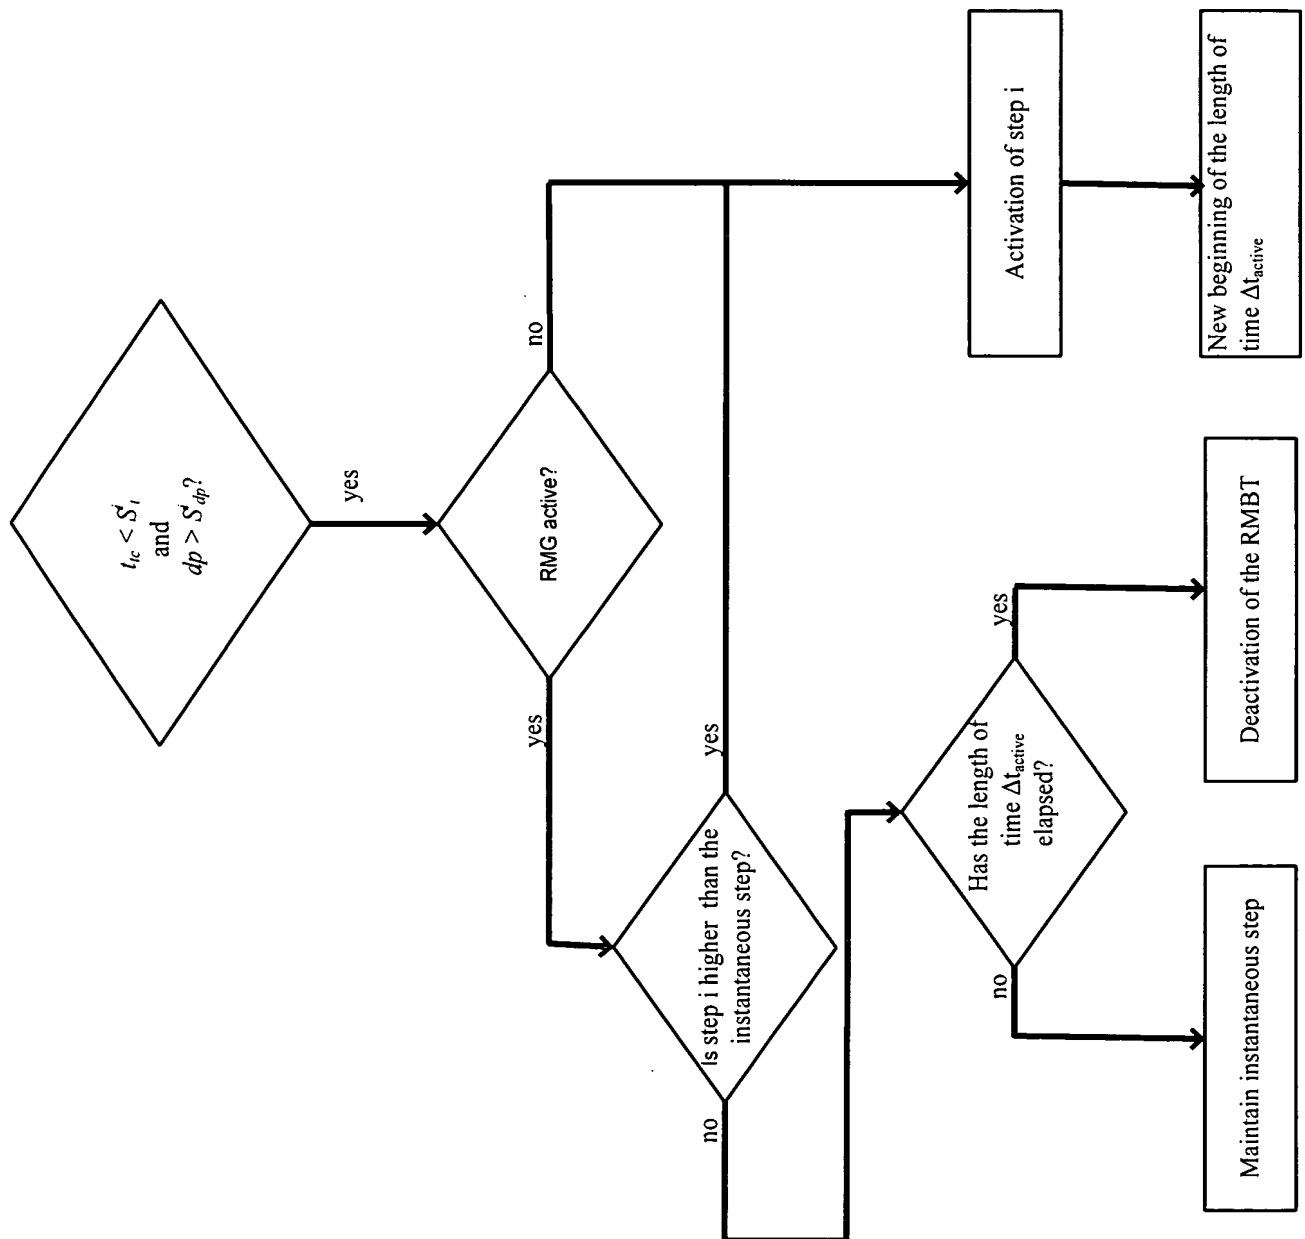 t_tc < S^i_t
and
dp > S^i_dp?
yes
RMG active?
yes
no
Is step i higher than the
instantaneous step?
no
yes
Has the length of
time Δt_active
elapsed?
no
yes
Activation of step i
Maintain instantaneous step
Deactivation of the RMBT
New beginning of the length of
time Δt_active